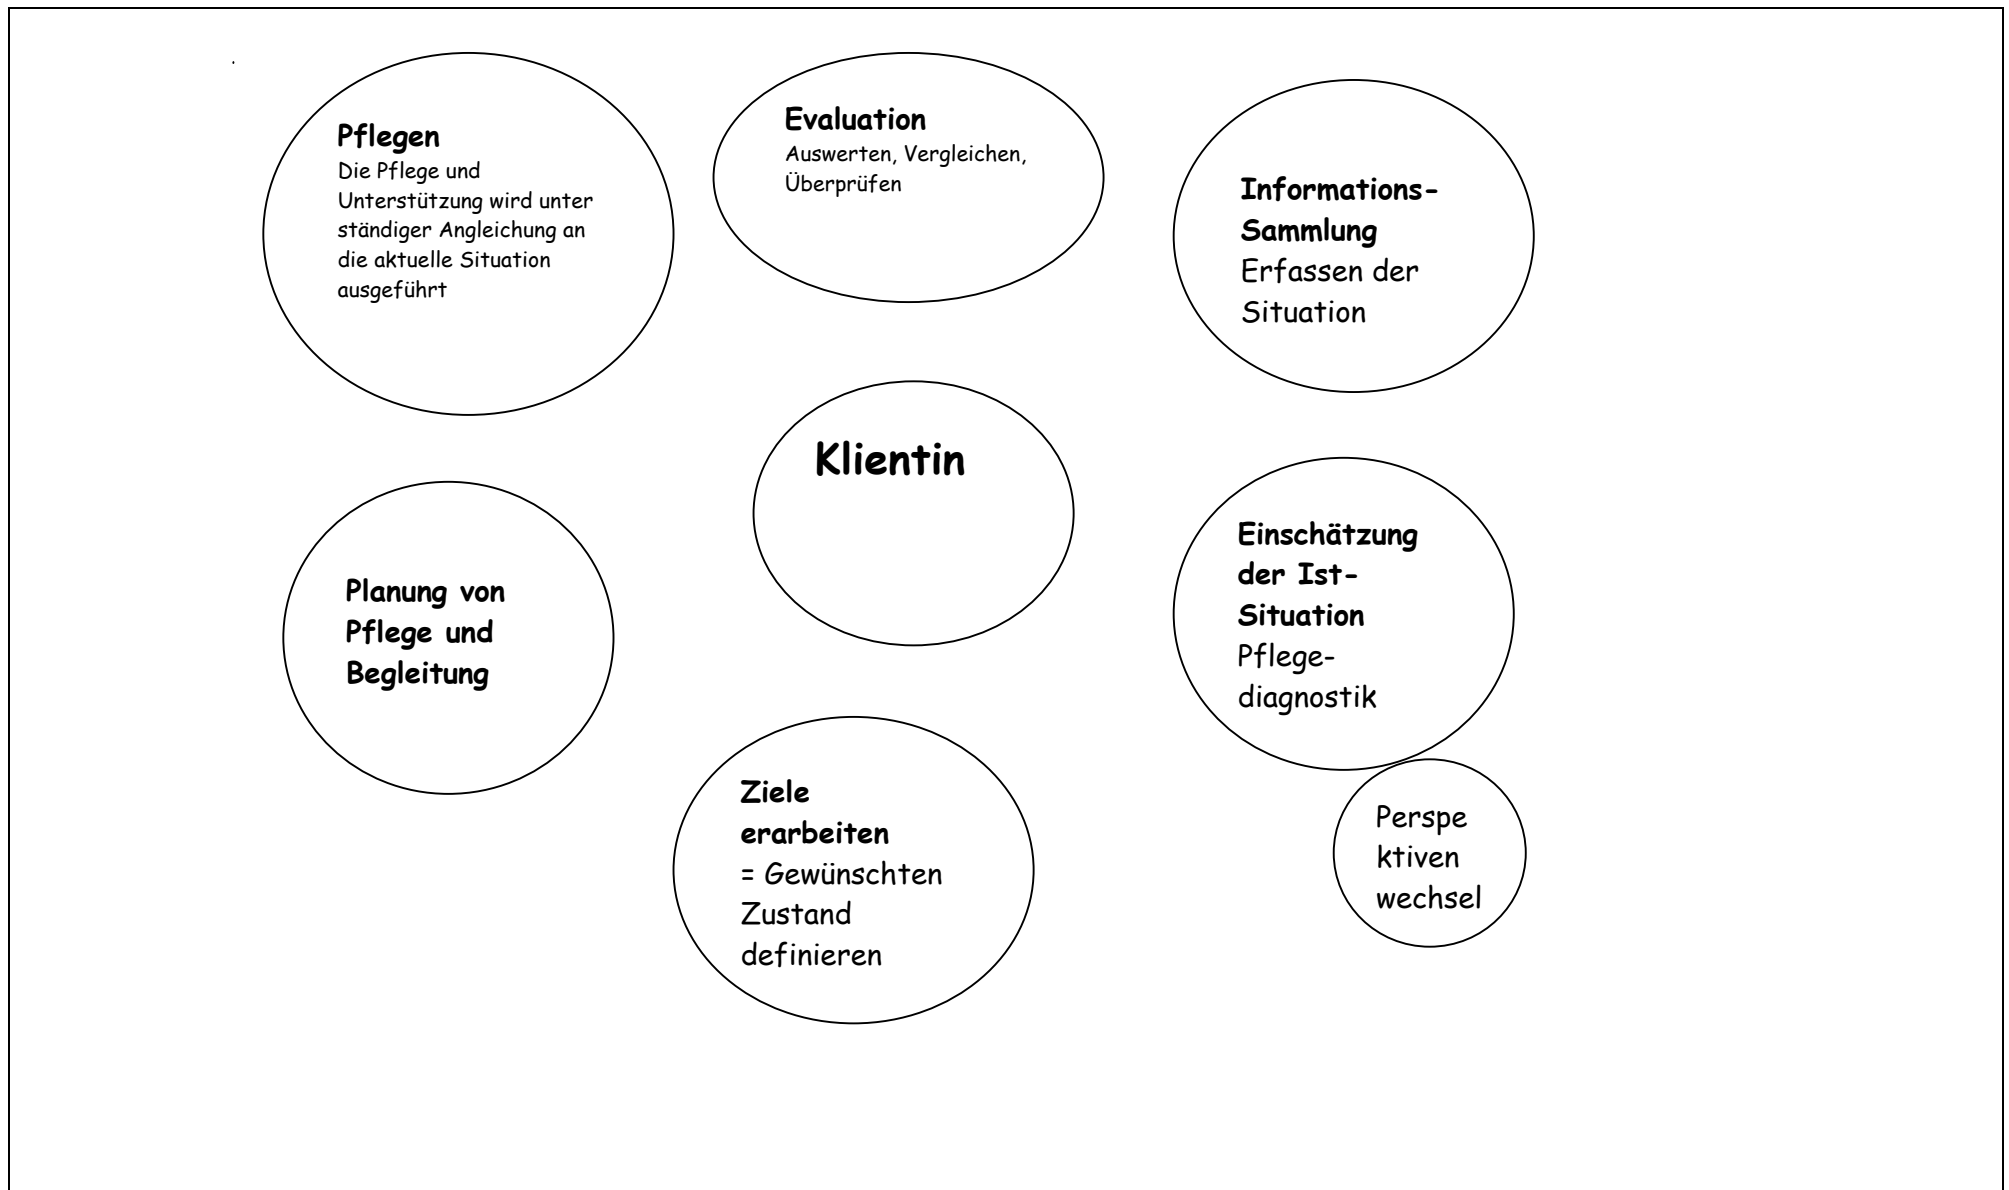 Pflegen
Die Pflege und
Unterstützung wird unter
ständiger Angleichung an
die aktuelle Situation
ausgeführt
Evaluation
Auswerten, Vergleichen,
Überprüfen
Informations-
Sammlung
Erfassen der
Situation
Klientin
Planung von
Pflege und
Begleitung
Einschätzung
der Ist-
Situation
Pflege-
diagnostik
Ziele
erarbeiten
= Gewünschten
Zustand
definieren
Perspe
ktiven
wechsel